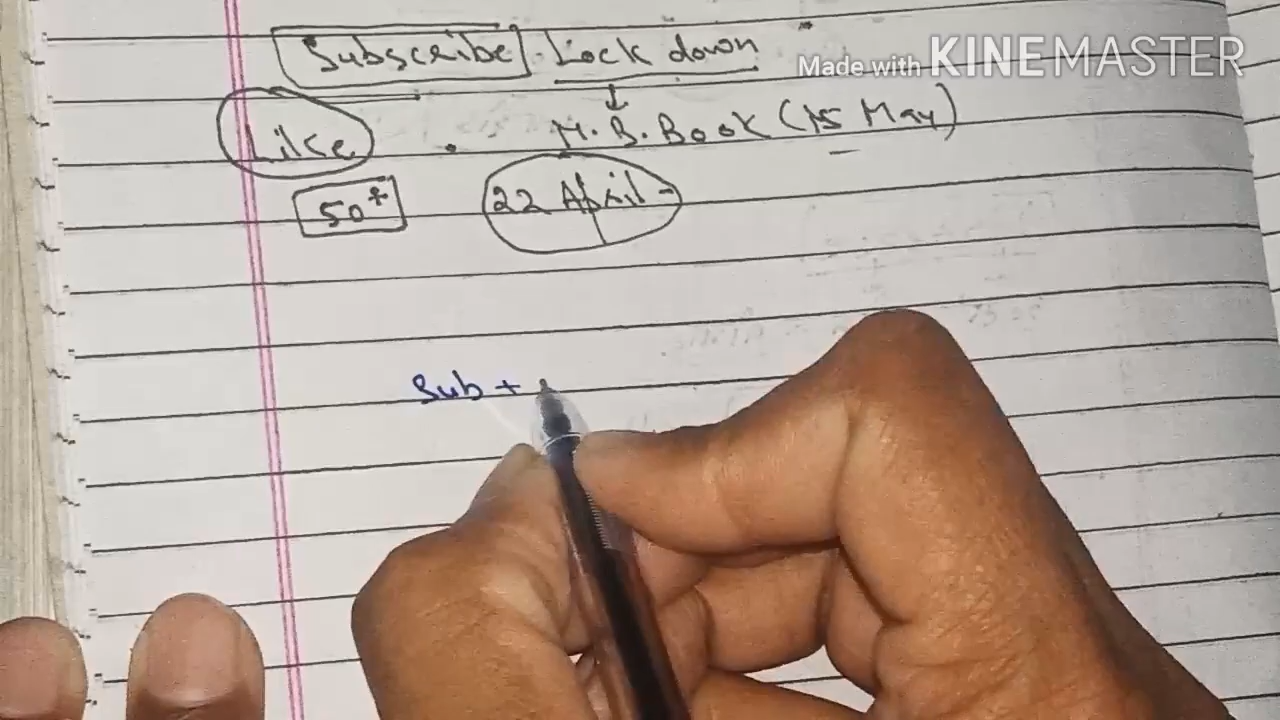 Subscribe. Lock down
Made with KINEMASTER
Like . M.B.Book (15 May)
50+ 22 April -
Sub +